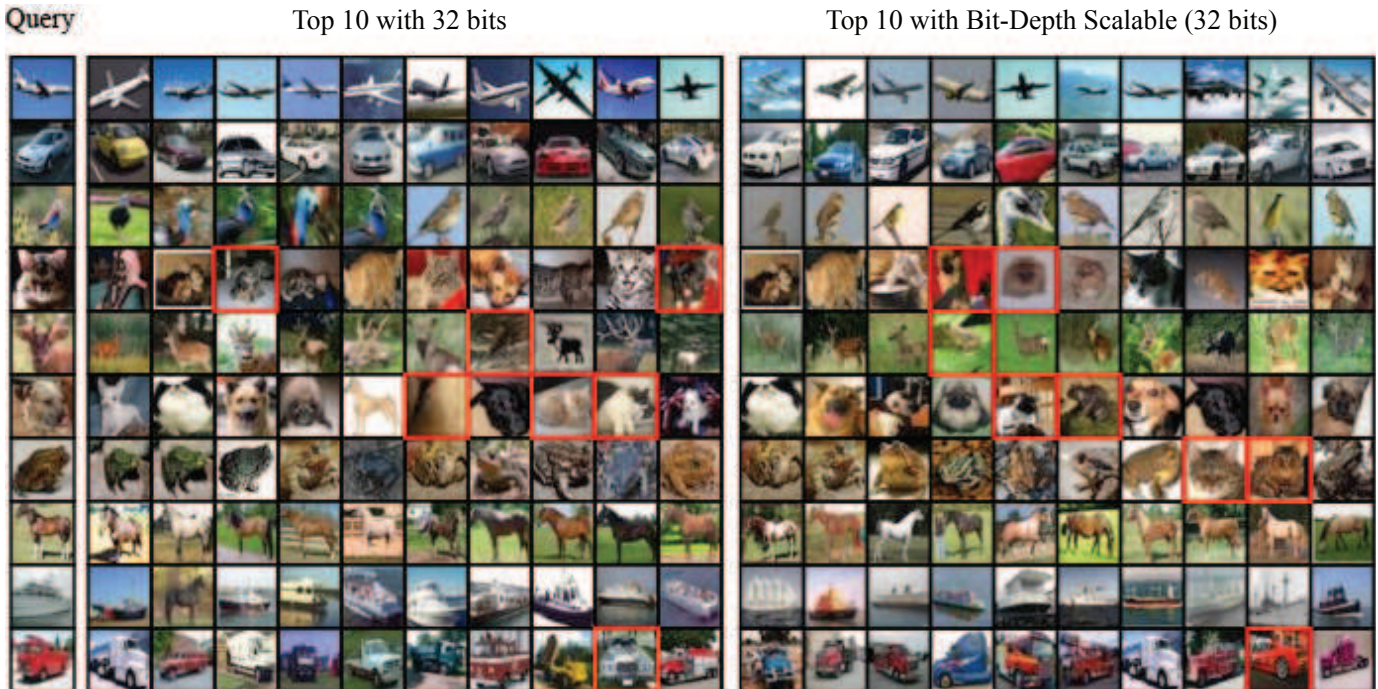 Query
Top 10 with 32 bits
Top 10 with Bit-Depth Scalable (32 bits)